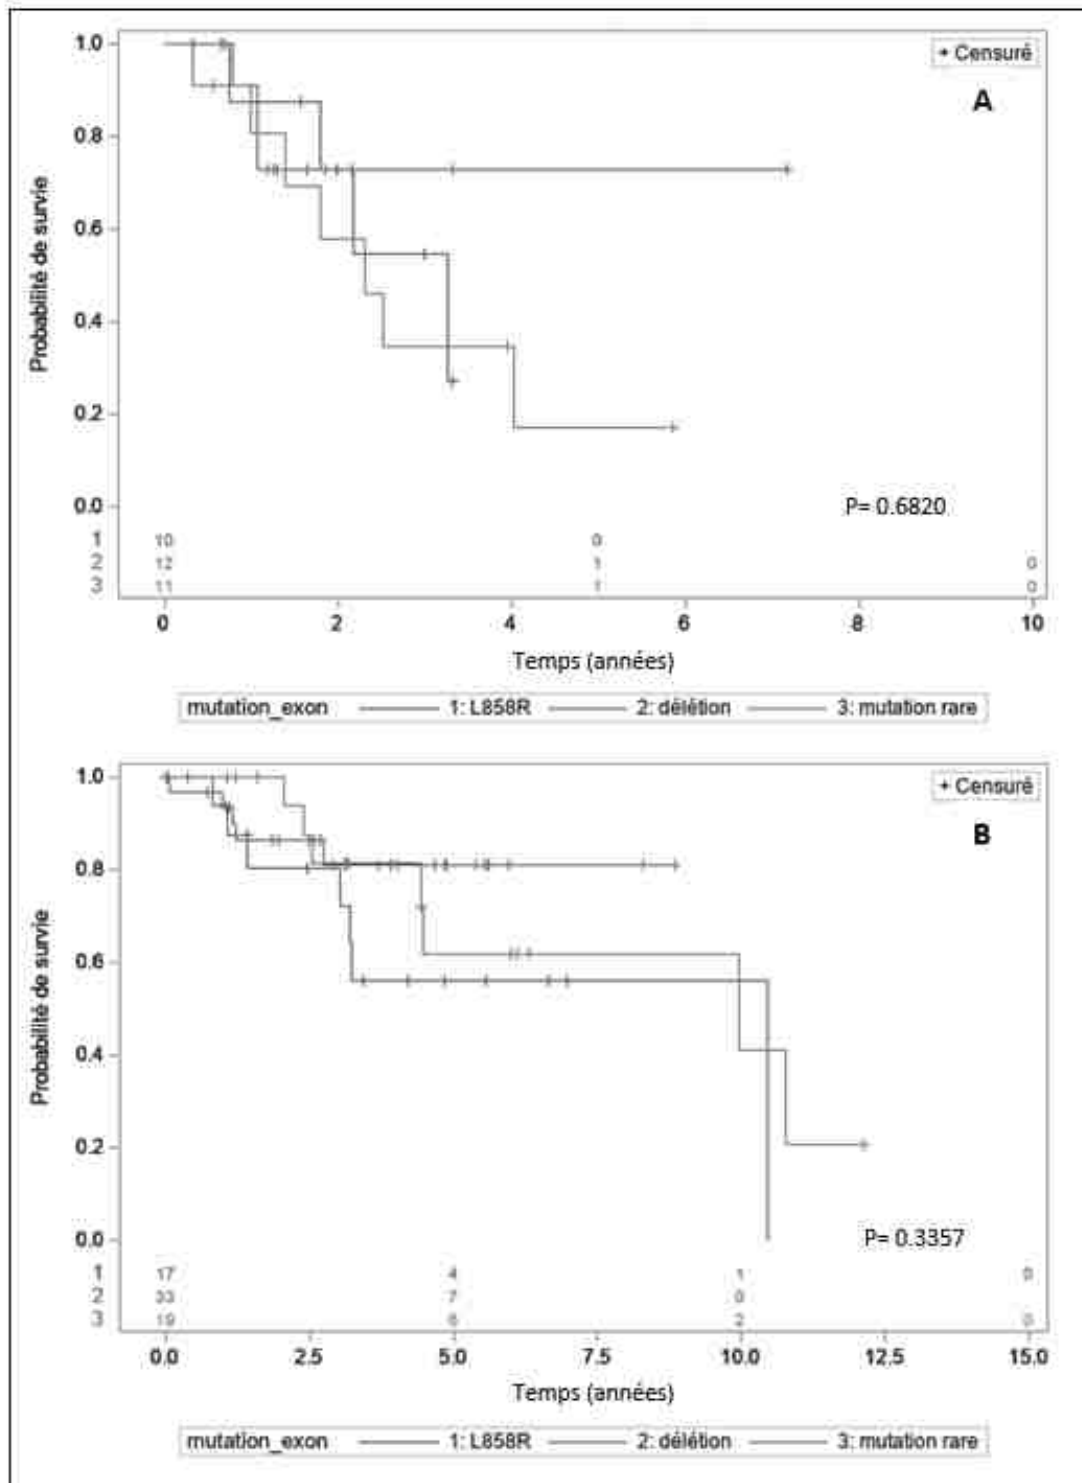 1.0
+ Censuré
A
0.8
0.6
0.4
0.2
0.0
Probabilité de survie
P= 0.6820
1 10 0
2 12 1 0
3 11 1 0
0 2 4 6 8 10
Temps (années)
mutation_exon 1: L858R 2: délétion 3: mutation rare
1.0
+ Censuré
B
0.8
0.6
0.4
0.2
0.0
Probabilité de survie
P= 0.3357
1 17 4 1 0
2 33 7 0
3 19 6 2 0
0.0 2.5 5.0 7.5 10.0 12.5 15.0
Temps (années)
mutation_exon 1: L858R 2: délétion 3: mutation rare